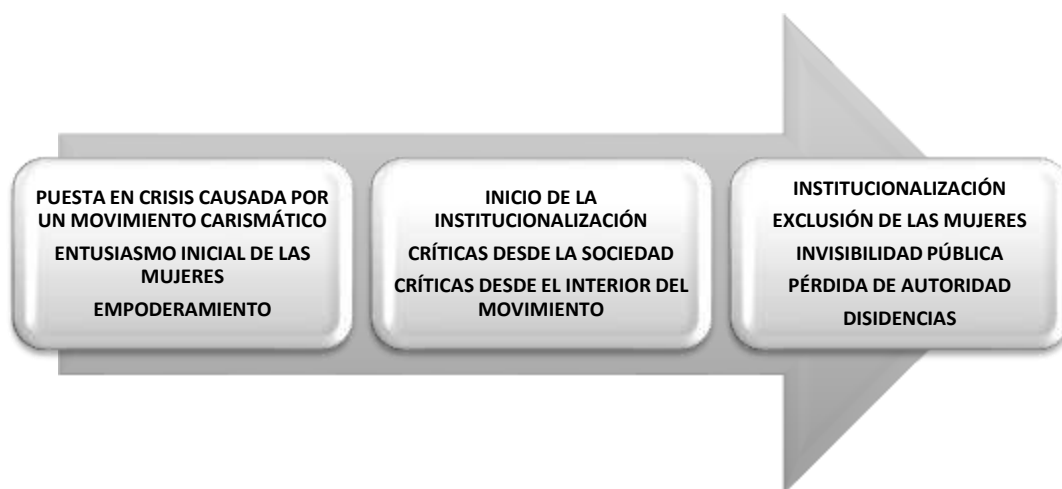 PUESTA EN CRISIS CAUSADA POR
UN MOVIMIENTO CARISMÁTICO
ENTUSIASMO INICIAL DE LAS
MUJERES
EMPODERAMIENTO
INICIO DE LA
INSTITUCIONALIZACIÓN
CRÍTICAS DESDE LA SOCIEDAD
CRÍTICAS DESDE EL INTERIOR DEL
MOVIMIENTO
INSTITUCIONALIZACIÓN
EXCLUSIÓN DE LAS MUJERES
INVISIBILIDAD PÚBLICA
PÉRDIDA DE AUTORIDAD
DISIDENCIAS